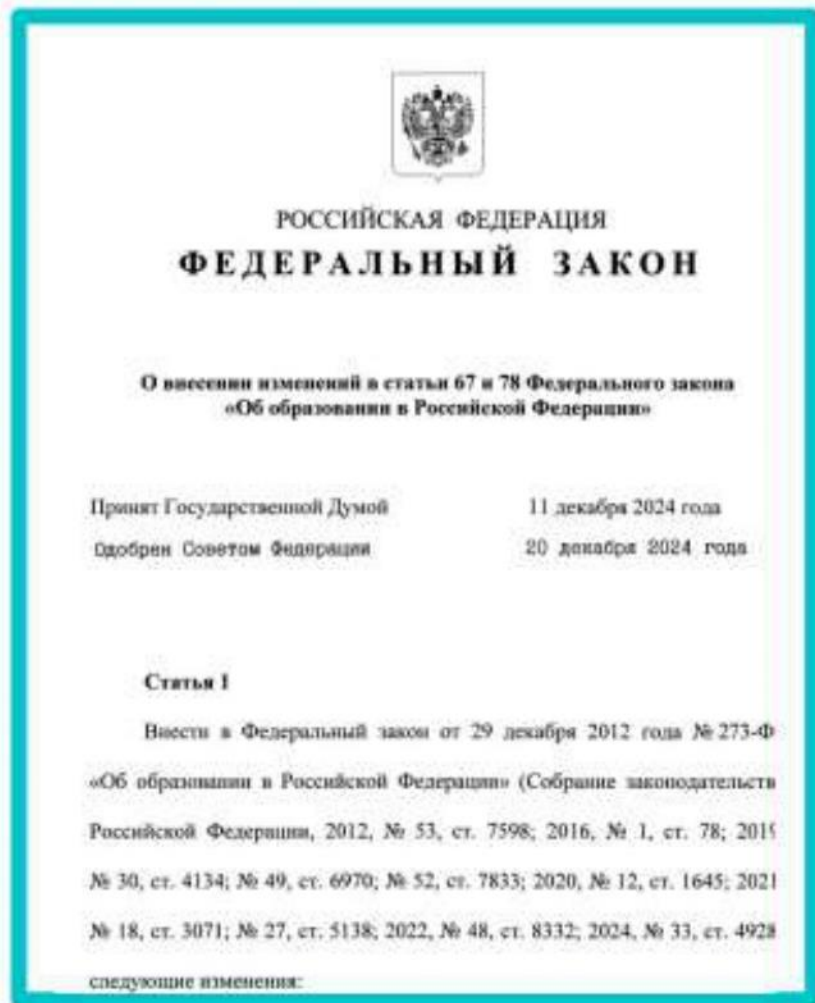 РОССИЙСКАЯ ФЕДЕРАЦИЯ
ФЕДЕРАЛЬНЫЙ ЗАКОН
О внесении изменений в статьи 67 и 78 Федерального закона
«Об образовании в Российской Федерации»
Принят Государственной Думой 11 декабря 2024 года
Одобрен Советом Федерации 20 декабря 2024 года
Статья 1
Внести в Федеральный закон от 29 декабря 2012 года № 273-Ф
«Об образовании в Российской Федерации» (Собрание законодательств
Российской Федерации, 2012, № 53, ст. 7598; 2016, № 1, ст. 78; 2019
№ 30, ст. 4134; № 49, ст. 6970; № 52, ст. 7833; 2020, № 12, ст. 1645; 2021
№ 18, ст. 3071; № 27, ст. 5138; 2022, № 48, ст. 8332; 2024, № 33, ст. 4928
следующие изменения: